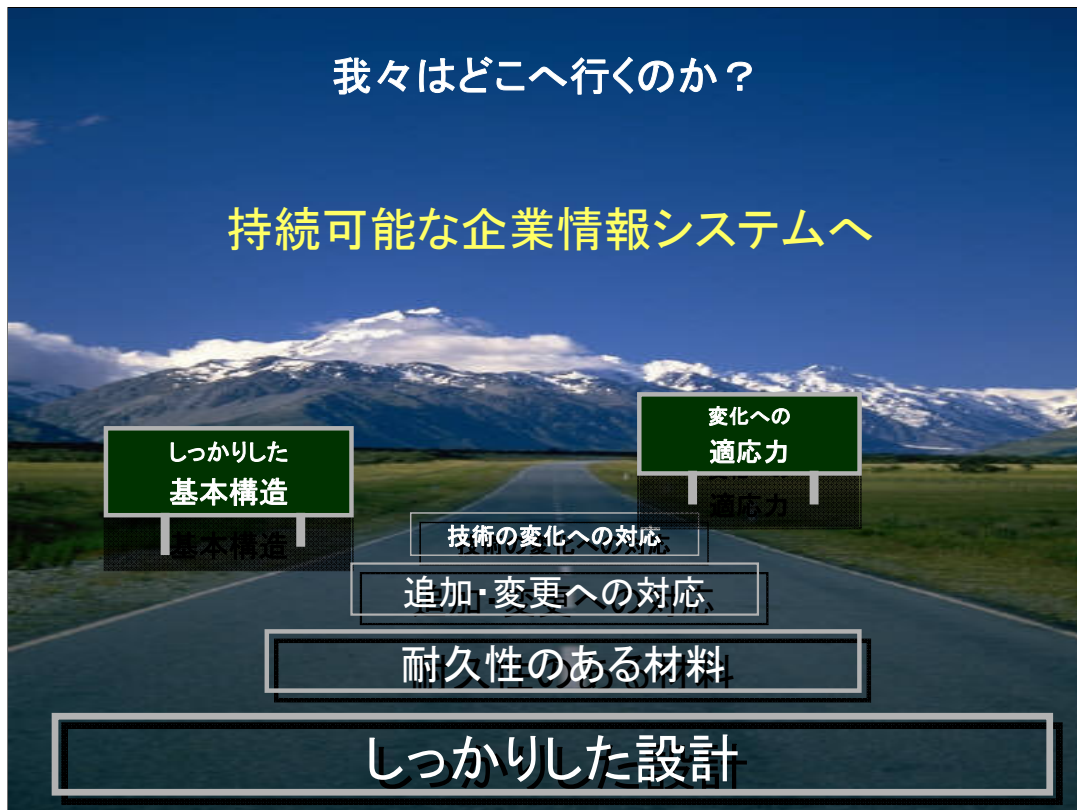 我々はどこへ行くのか？
持続可能な企業情報システムへ
変化への
適応力
しっかりした
基本構造
技術の変化への対応
追加・変更への対応
耐久性のある材料
しっかりした設計